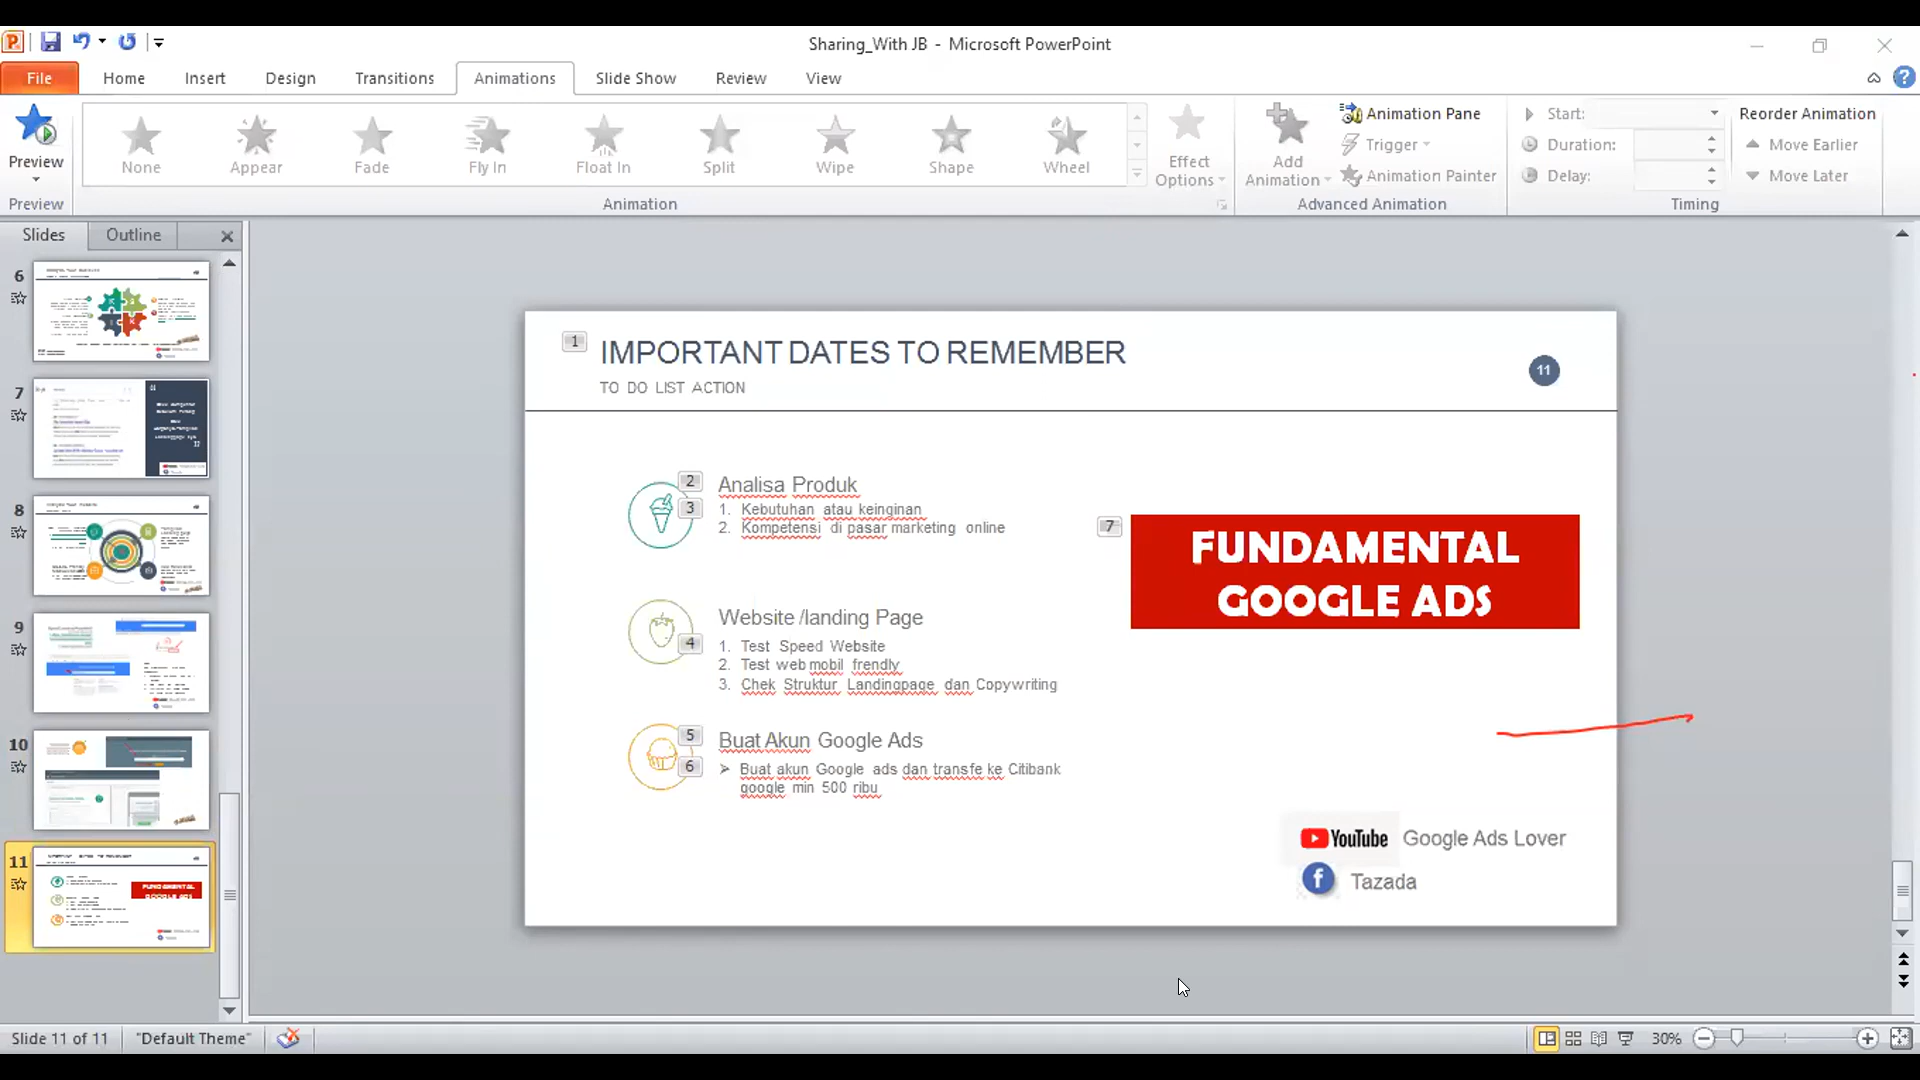 Sharing_With JB - Microsoft PowerPoint
File Home Insert Design Transitions Animations Slide Show Review View
Preview
None Appear Fade Fly In Float In Split Wipe Shape Wheel
Effect Options
Add Animation
Animation Pane
Trigger
Animation Painter
Start:
Duration:
Delay:
Reorder Animation
Move Earlier
Move Later
Preview Animation Advanced Animation Timing
Slides Outline
6
7
8
9
10
11
1
IMPORTANT DATES TO REMEMBER
TO DO LIST ACTION
11
2
3
Analisa Produk
1. Kebutuhan atau keinginan
2. Kompetensi di pasar marketing online
4
Website /landing Page
1. Test Speed Website
2. Test web mobil frendly
3. Chek Struktur Landingpage dan Copywriting
5
6
Buat Akun Google Ads
➢ Buat akun Google ads dan transfe ke Citibank
google min 500 ribu
7
FUNDAMENTAL
GOOGLE ADS
YouTube Google Ads Lover
f Tazada
Slide 11 of 11 "Default Theme" 30%